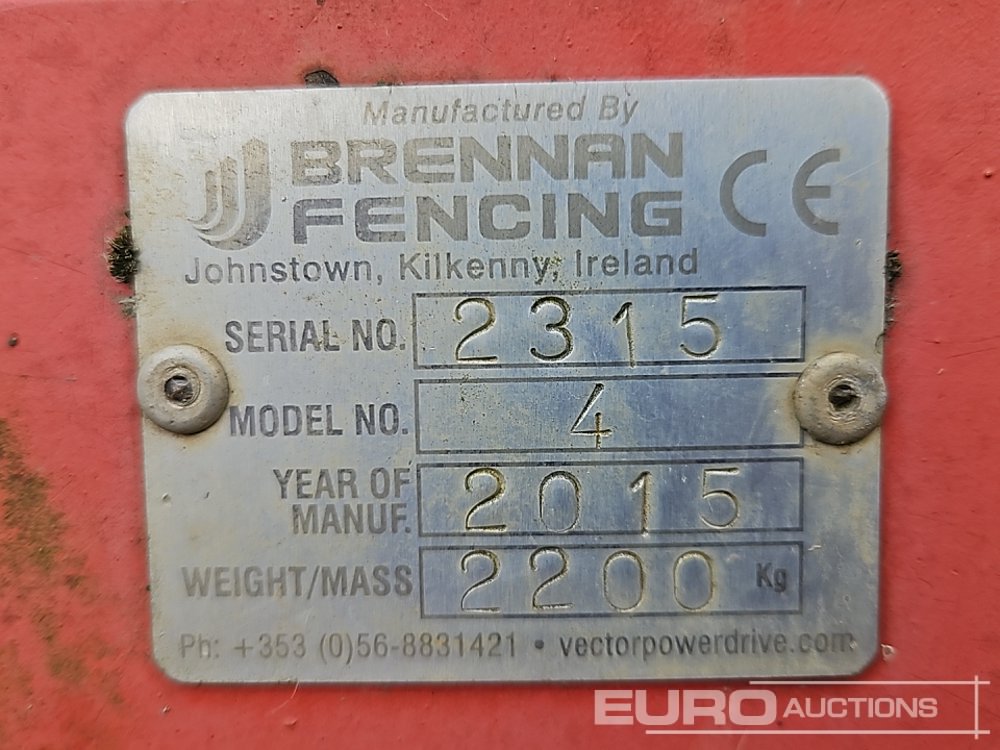 Manufactured By
BRENNAN
FENCING
CE
Johnstown, Kilkenny, Ireland
SERIAL NO. 2315
MODEL NO. 4
YEAR OF
MANUF. 2015
WEIGHT/MASS 2200 Kg
Ph: +353 (0)56-8831421 • vectorpowerdrive.com
EURO AUCTIONS